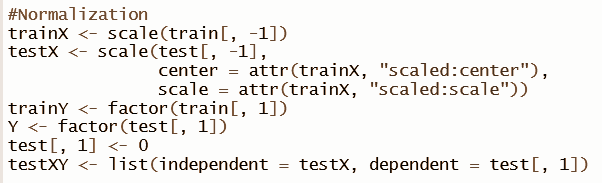 #Normalization
trainX <- scale(train[, -1])
testX <- scale(test[, -1],
center = attr(trainX, "scaled:center"),
scale = attr(trainX, "scaled:scale"))
trainY <- factor(train[, 1])
Y <- factor(test[, 1])
test[, 1] <- 0
testXY <- list(independent = testX, dependent = test[, 1])